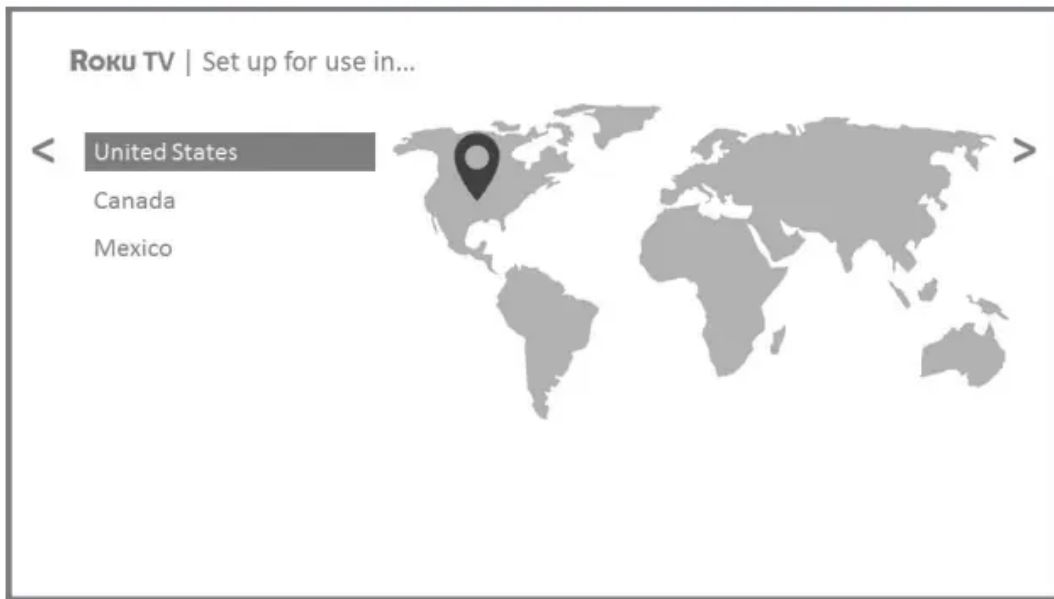 ROKU TV | Set up for use in...
<
United States
>
Canada
Mexico